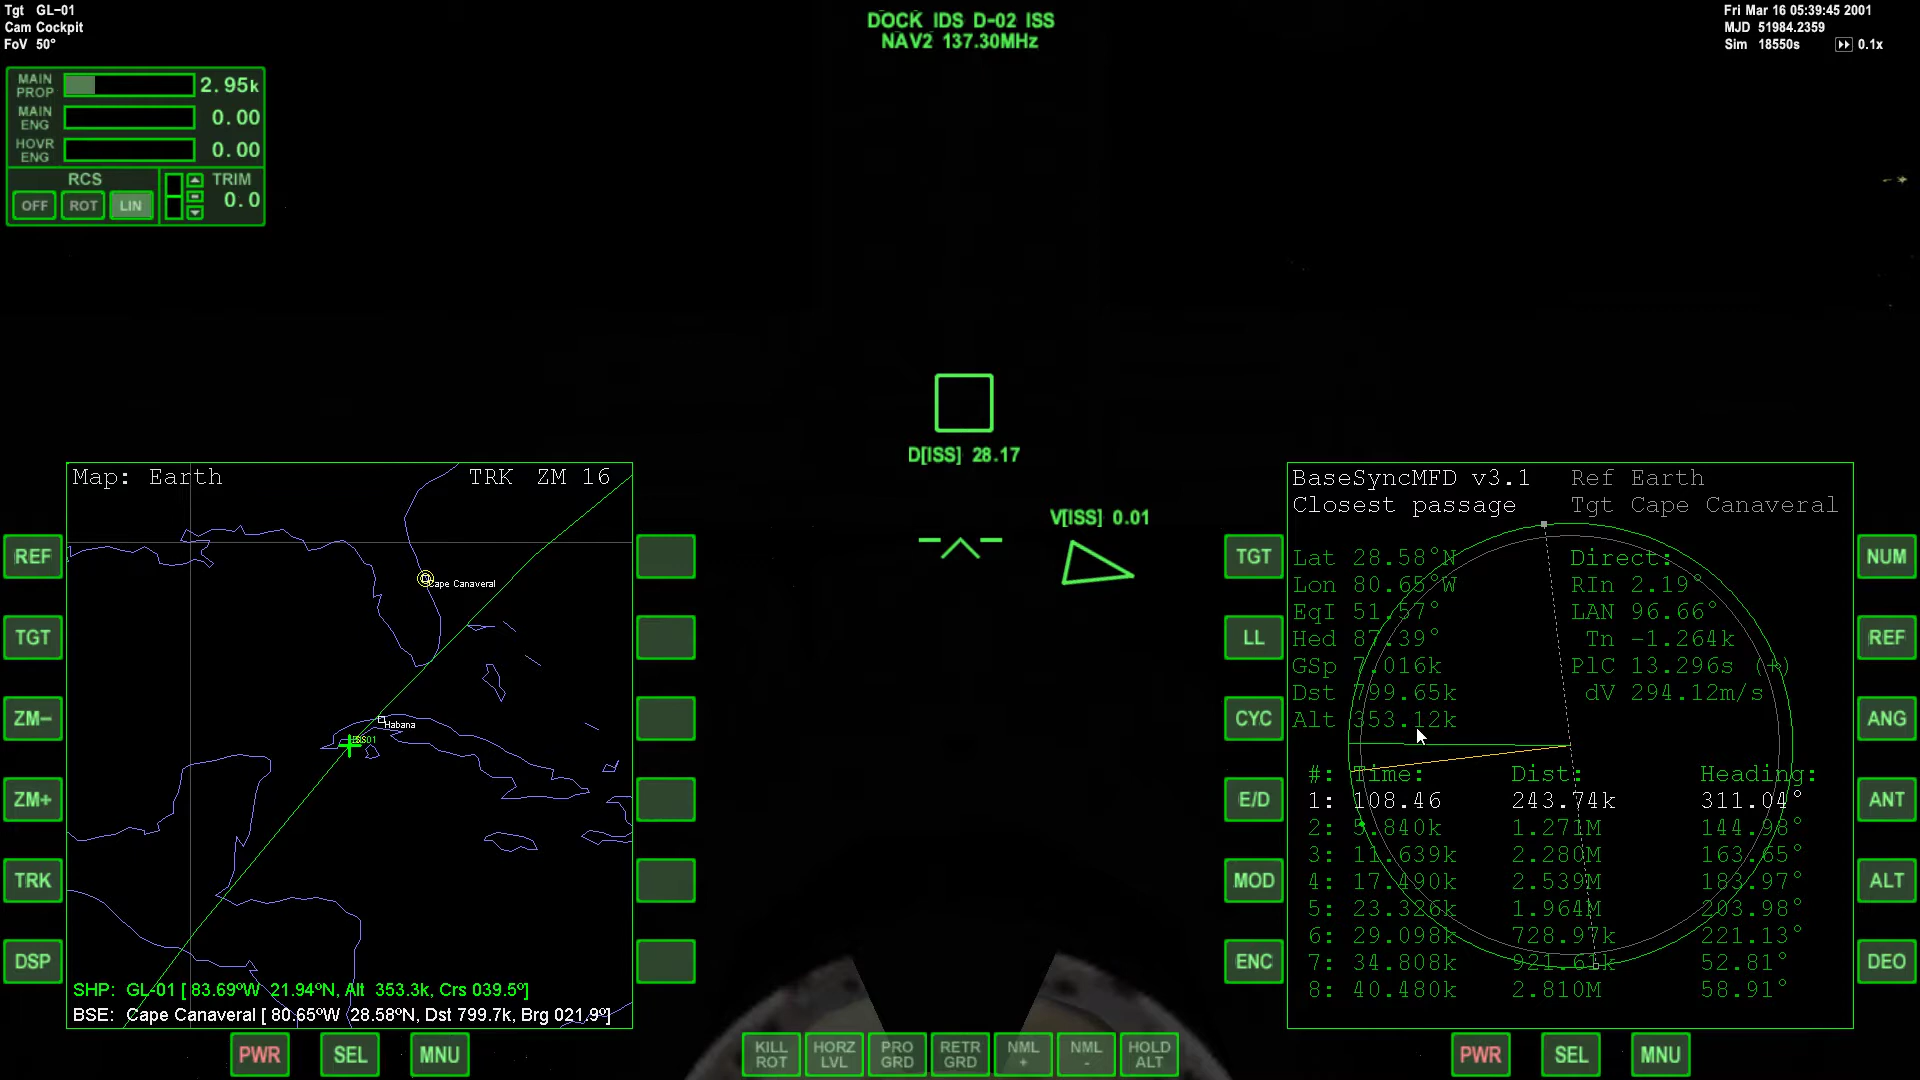 Tgt GL-01
Cam Cockpit
FoV 50°
DOCK IDS D-02 ISS
NAV2 137.30MHz
Fri Mar 16 05:39:45 2001
MJD 51984.2359
Sim 18550s 0.1x
MAIN PROP 2.95k
MAIN ENG 0.00
HOVR ENG 0.00
RCS TRIM
OFF ROT LIN 0.0
D[ISS] 28.17
V[ISS] 0.01
Map: Earth TRK ZM 16
REF
TGT
ZM-
ZM+
TRK
DSP
Cape Canaveral
Habana
SHP: GL-01 [ 83.69°W 21.94°N, Alt 353.3k, Crs 039.5°]
BSE: Cape Canaveral [ 80.65°W 28.58°N, Dst 799.7k, Brg 021.9°]
PWR SEL MNU
KILL ROT
HORZ LVL
PRO GRD
RETR GRD
NML +
NML -
HOLD ALT
BaseSyncMFD v3.1 Ref Earth
Closest passage Tgt Cape Canaveral
Lat 28.58°N Direct:
Lon 80.65°W RIn 2.19°
EqI 51.57° LAN 96.66°
Hed 87.39° Tn -1.264k
GSp 7.016k PlC 13.296s (+)
Dst 799.65k dV 294.12m/s
Alt 353.12k
#: Time: Dist: Heading:
1: 108.46 243.74k 311.04°
2: 5.840k 1.271M 144.98°
3: 11.639k 2.280M 163.65°
4: 17.490k 2.539M 183.97°
5: 23.326k 1.964M 203.98°
6: 29.098k 728.97k 221.13°
7: 34.808k 921.61k 52.81°
8: 40.480k 2.810M 58.91°
TGT
LL
CYC
E/D
MOD
ENC
NUM
REF
ANG
ANT
ALT
DEO
PWR SEL MNU